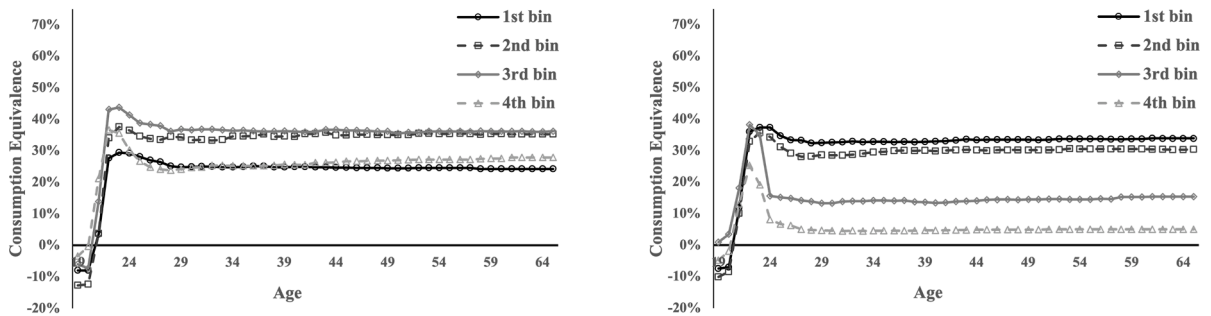 70%
60%
50%
40%
30%
20%
10%
0%
-10%
-20%
Consumption Equivalence
24 29 34 39 44 49 54 59 64
Age
1st bin
2nd bin
3rd bin
4th bin
70%
60%
50%
40%
30%
20%
10%
0%
-10%
-20%
Consumption Equivalence
24 29 34 39 44 49 54 59 64
Age
1st bin
2nd bin
3rd bin
4th bin